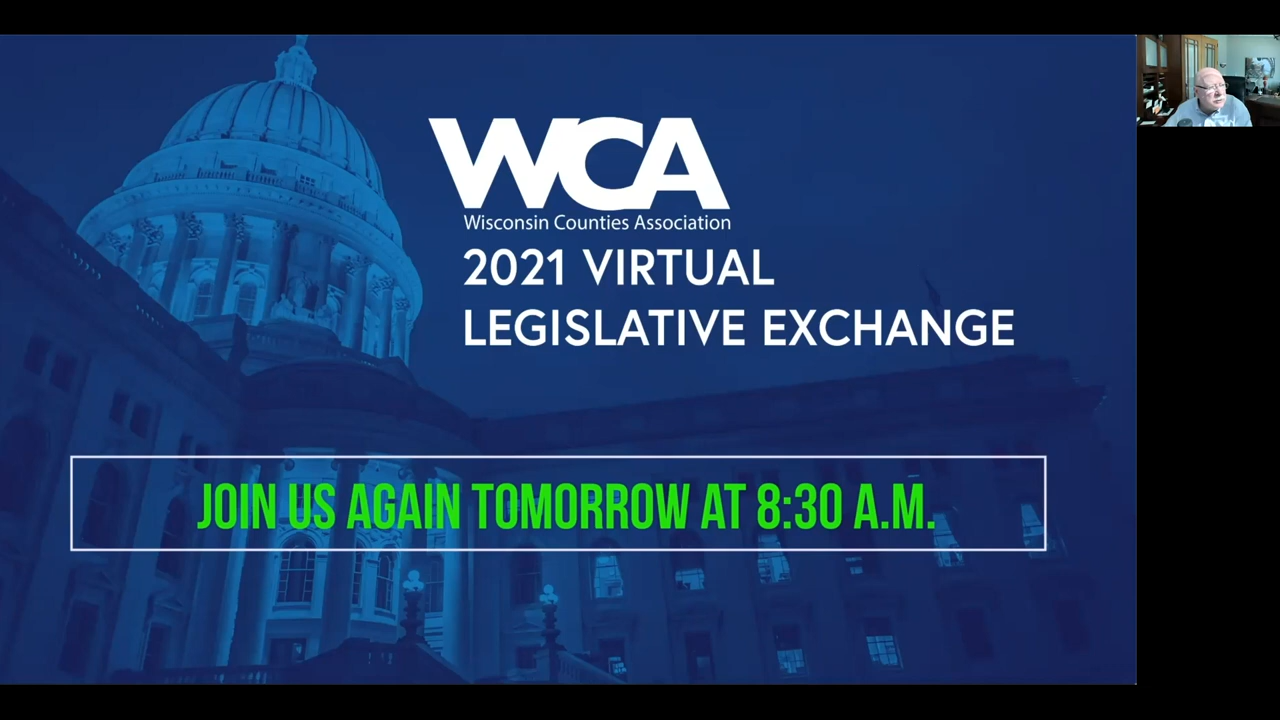 WCA
Wisconsin Counties Association
2021 VIRTUAL
LEGISLATIVE EXCHANGE
JOIN US AGAIN TOMORROW AT 8:30 A.M.